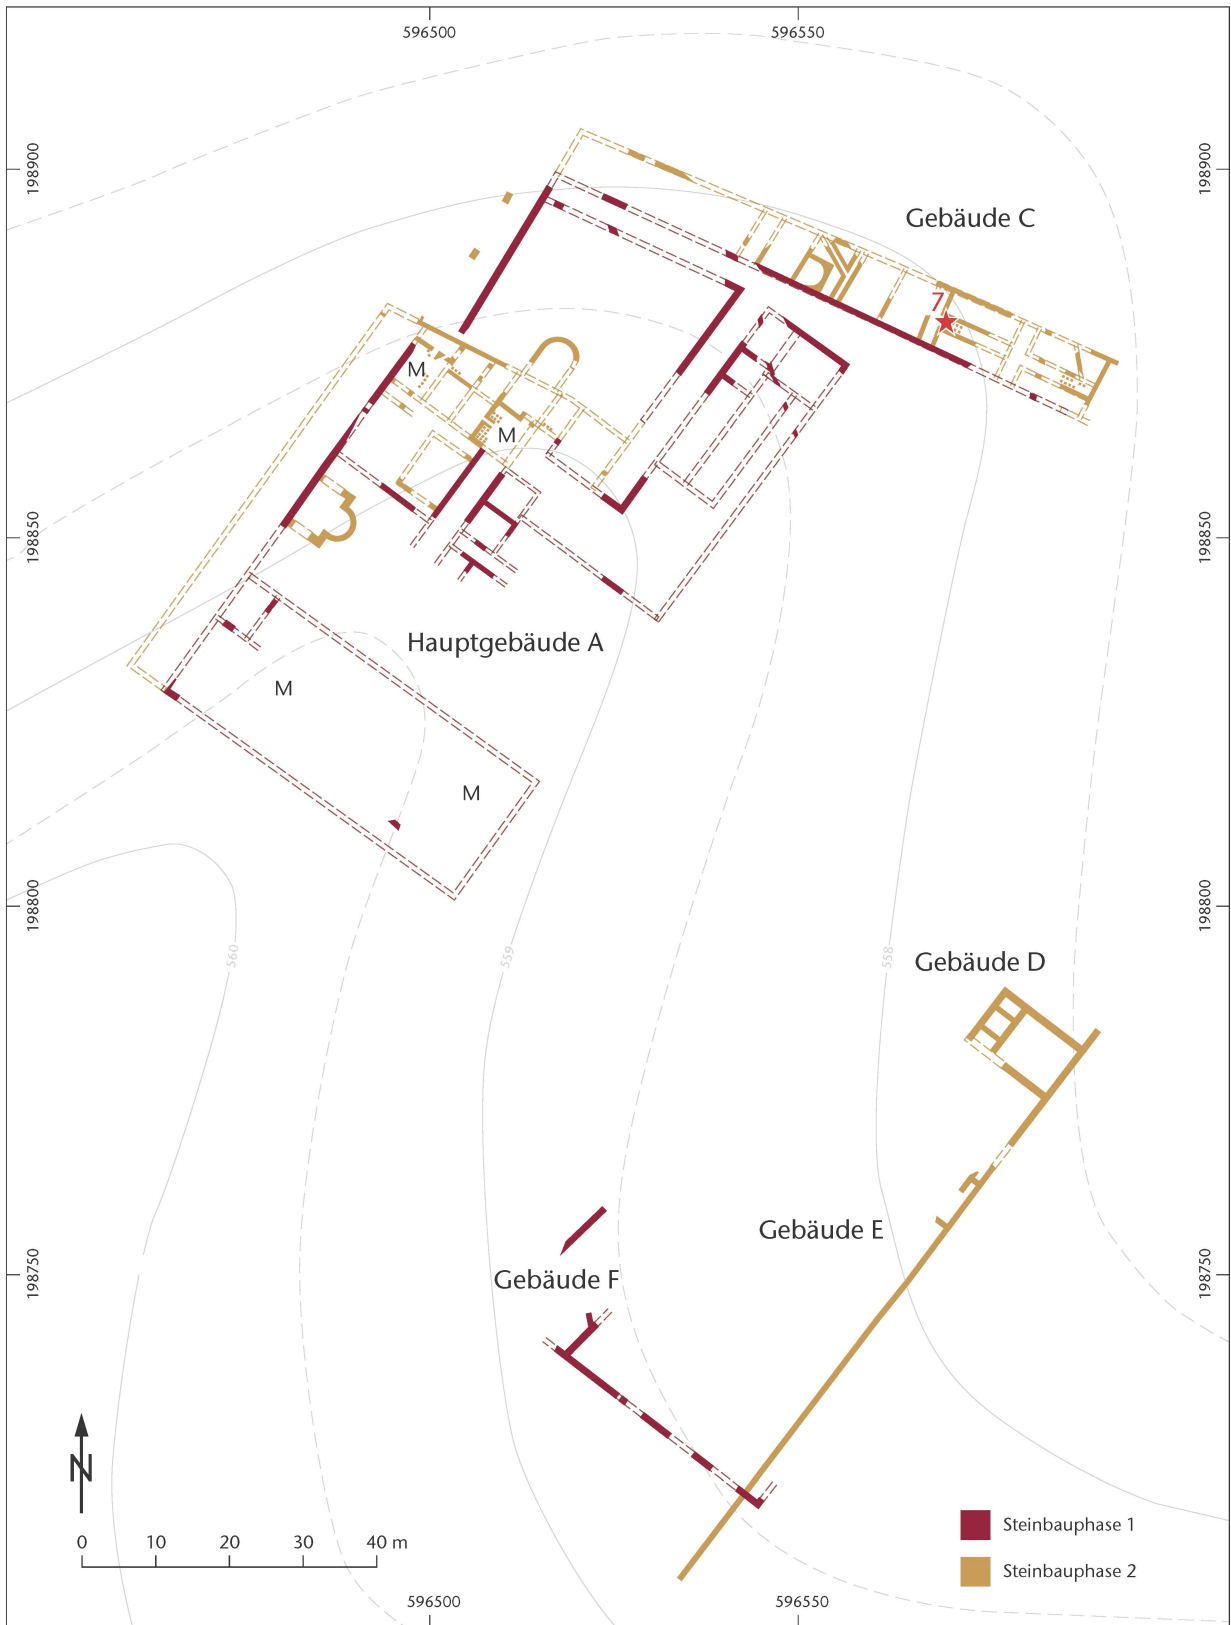 596500 596550
198900 198900
Gebäude C
7
M
M
198850 198850
Hauptgebäude A
M
M
198800 198800
560 559 558
Gebäude D
Gebäude E
198750 198750
Gebäude F
N
0 10 20 30 40 m
Steinbauphase 1
Steinbauphase 2
596500 596550